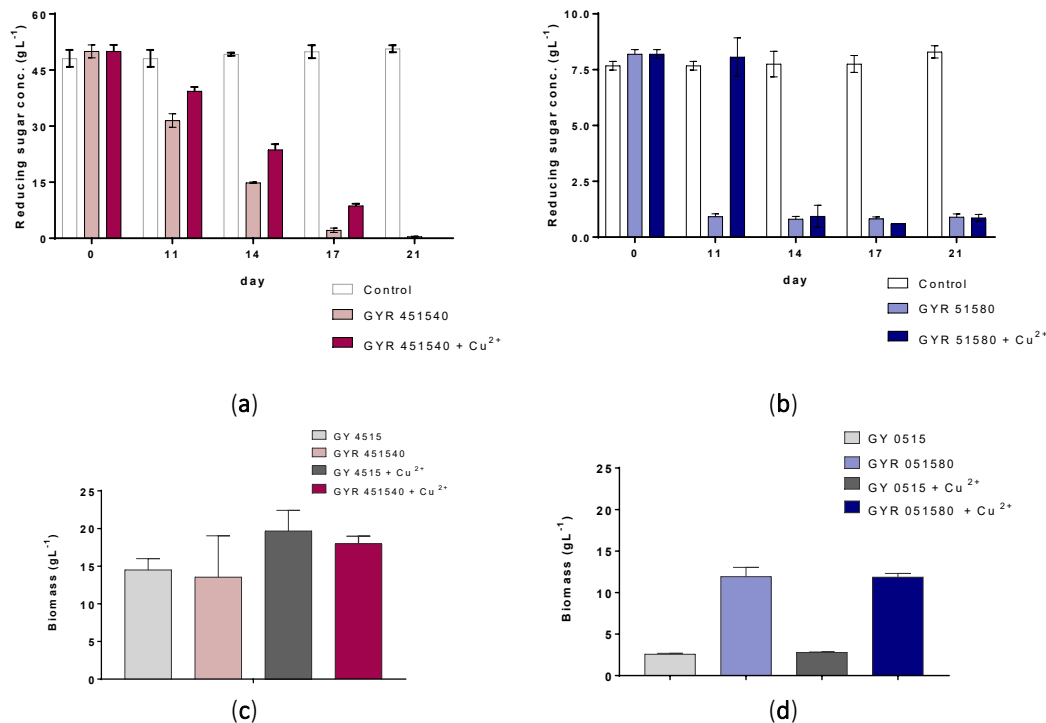 60
45
30
15
0
Reducing sugar conc. (gL⁻¹)
0 11 14 17 21
day
Control
GYR 451540
GYR 451540 + Cu²⁺
(a)
10.0
7.5
5.0
2.5
0.0
Reducing sugar conc. (gL⁻¹)
0 11 14 17 21
day
Control
GYR 51580
GYR 51580 + Cu²⁺
(b)
GY 4515
GYR 451540
GY 4515 + Cu²⁺
GYR 451540 + Cu²⁺
25
20
15
10
5
0
Biomass (gL⁻¹)
(c)
GY 0515
GYR 051580
GY 0515 + Cu²⁺
GYR 051580 + Cu²⁺
25
20
15
10
5
0
Biomass (gL⁻¹)
(d)